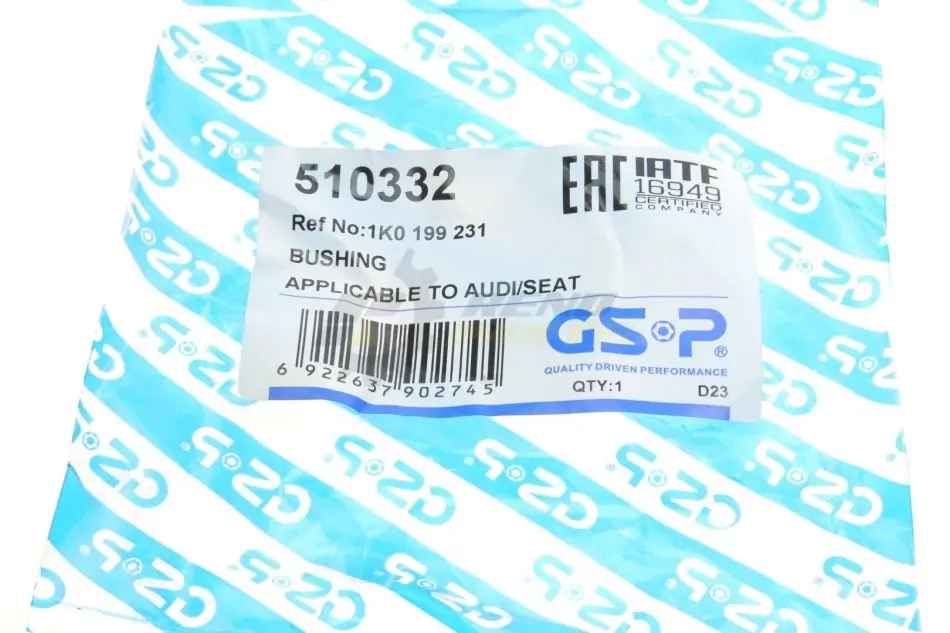 510332
Ref No:1K0 199 231
BUSHING
APPLICABLE TO AUDI/SEAT
6 922637 902745
EAC
IATF
16949
CERTIFIED
COMPANY
GSP®
QUALITY DRIVEN PERFORMANCE
QTY:1 D23